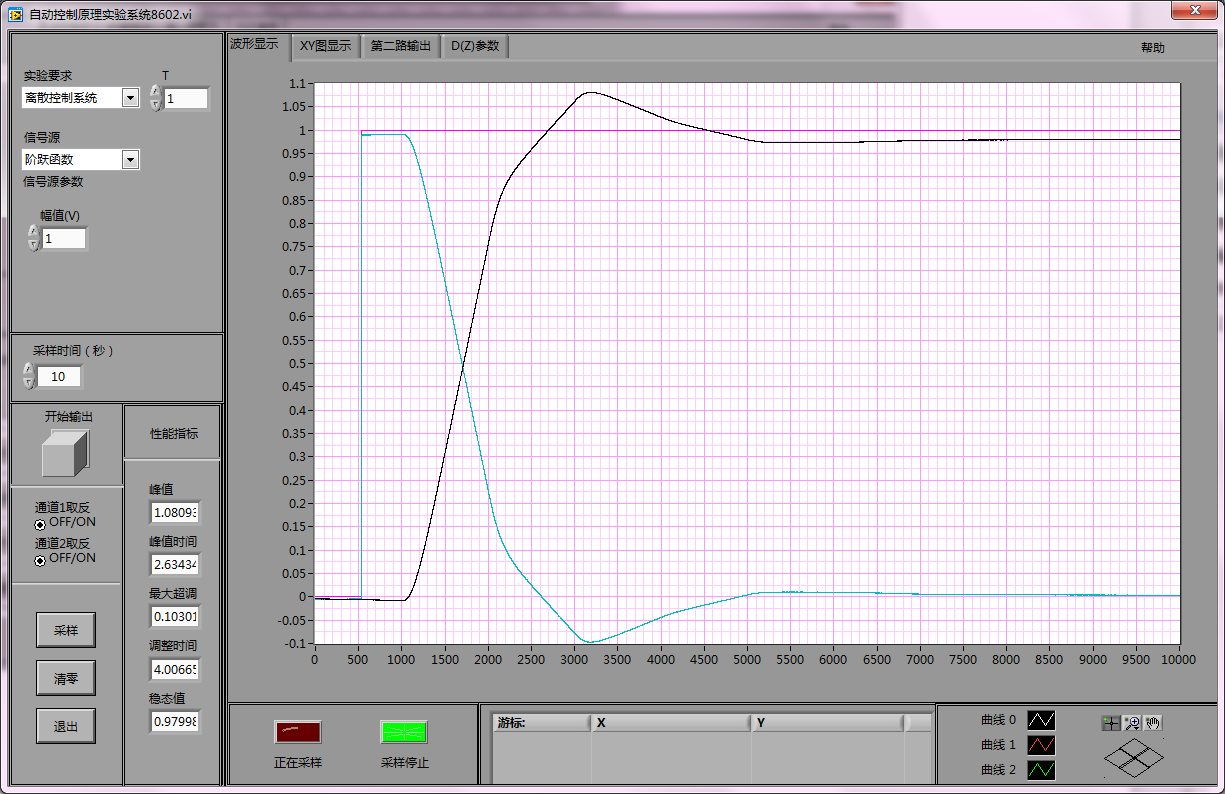 自动控制原理实验系统8602.vi
波形显示 XY图显示 第二路输出 D(Z)参数 帮助
实验要求 T
离散控制系统 1
信号源
阶跃函数
信号源参数
幅值(V)
1
采样时间（秒）
10
开始输出 性能指标
通道1取反
OFF/ON
通道2取反
OFF/ON
采样
清零
退出
峰值
1.08093
峰值时间
2.63434
最大超调
0.10301
调整时间
4.00665
稳态值
0.97998
1.1
1.05
1
0.95
0.9
0.85
0.8
0.75
0.7
0.65
0.6
0.55
0.5
0.45
0.4
0.35
0.3
0.25
0.2
0.15
0.1
0.05
0
-0.05
-0.1
0 500 1000 1500 2000 2500 3000 3500 4000 4500 5000 5500 6000 6500 7000 7500 8000 8500 9000 9500 10000
正在采样 采样停止
游标: X Y
曲线 0
曲线 1
曲线 2